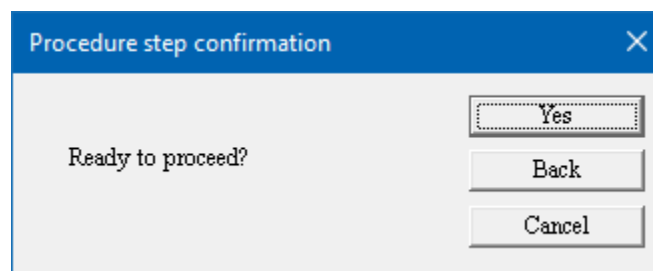 Procedure step confirmation
Ready to proceed?
Yes
Back
Cancel